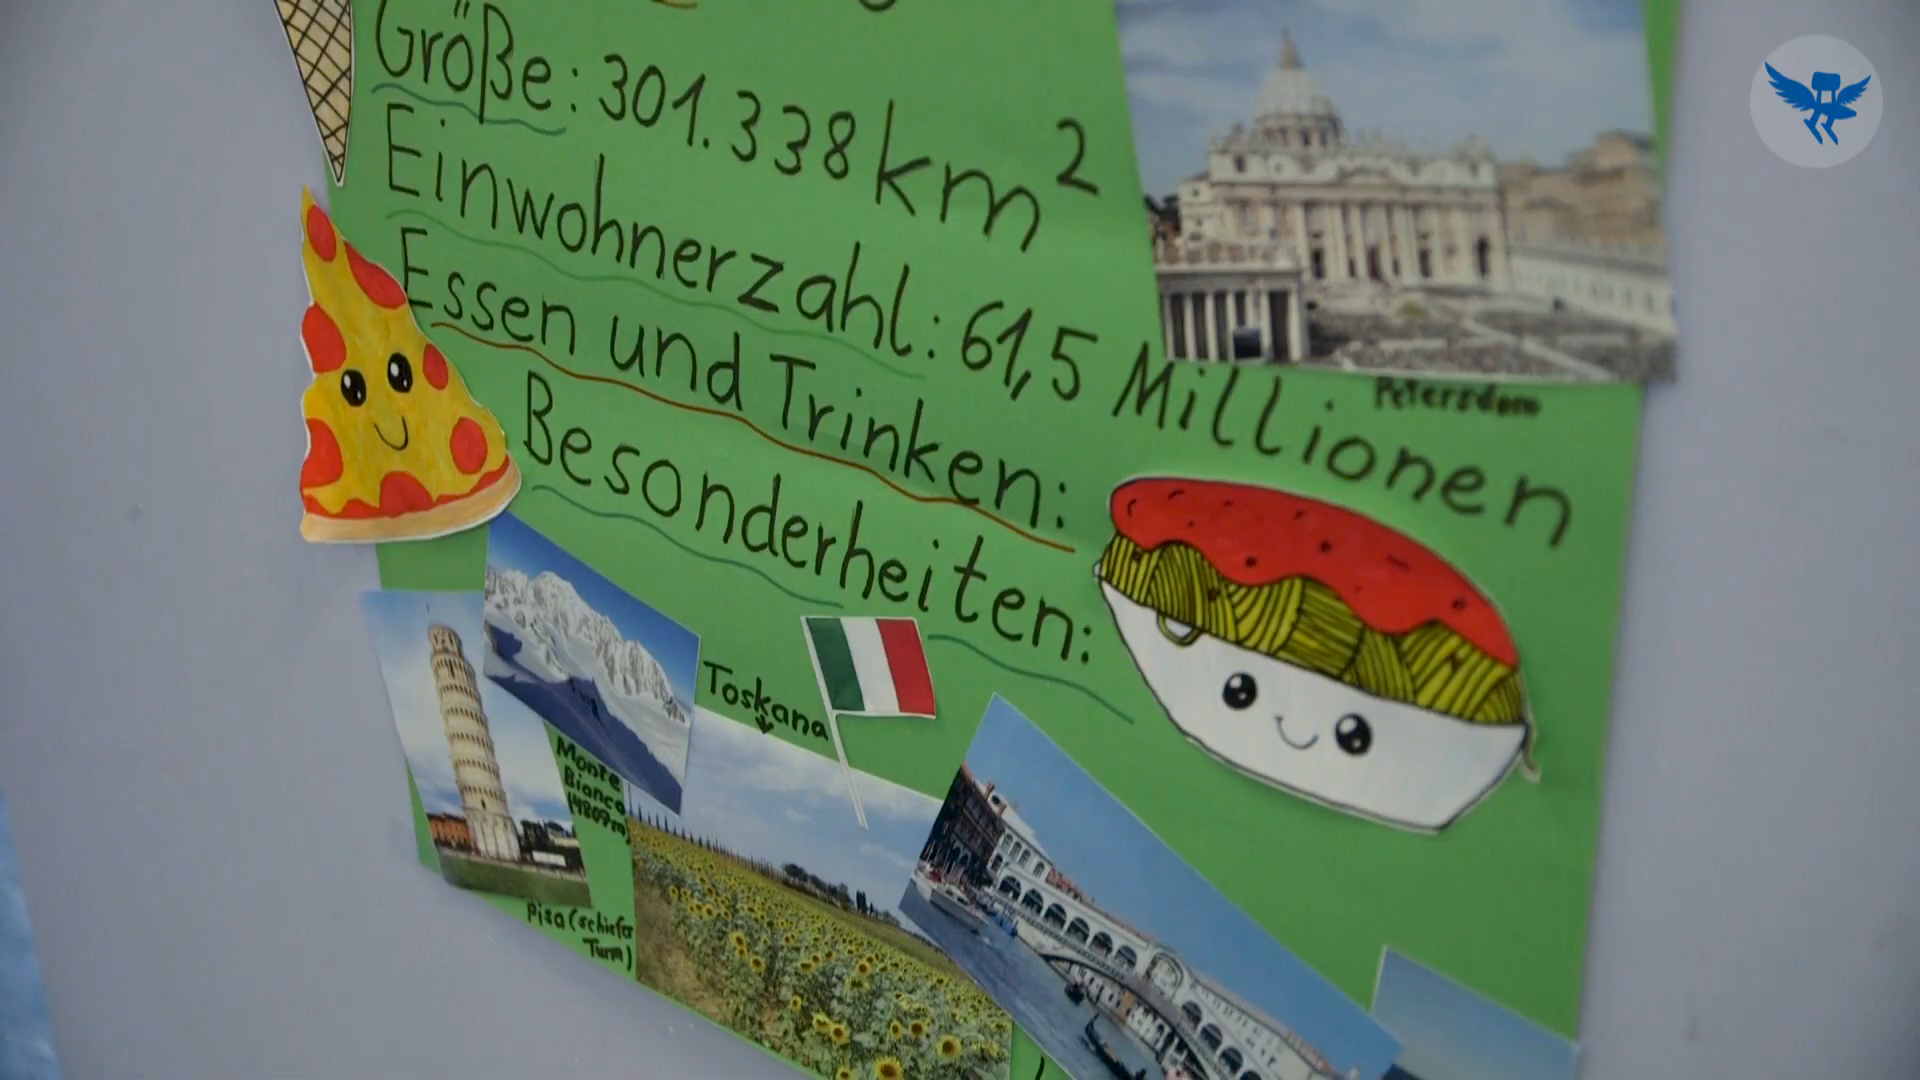 Größe: 301.338 km²
Einwohnerzahl: 61,5 Millionen
Essen und Trinken:
Besonderheiten:
Petersdom
Toskana
Monte
Bianco
(4807m)
Pisa (schiefer
Turm)